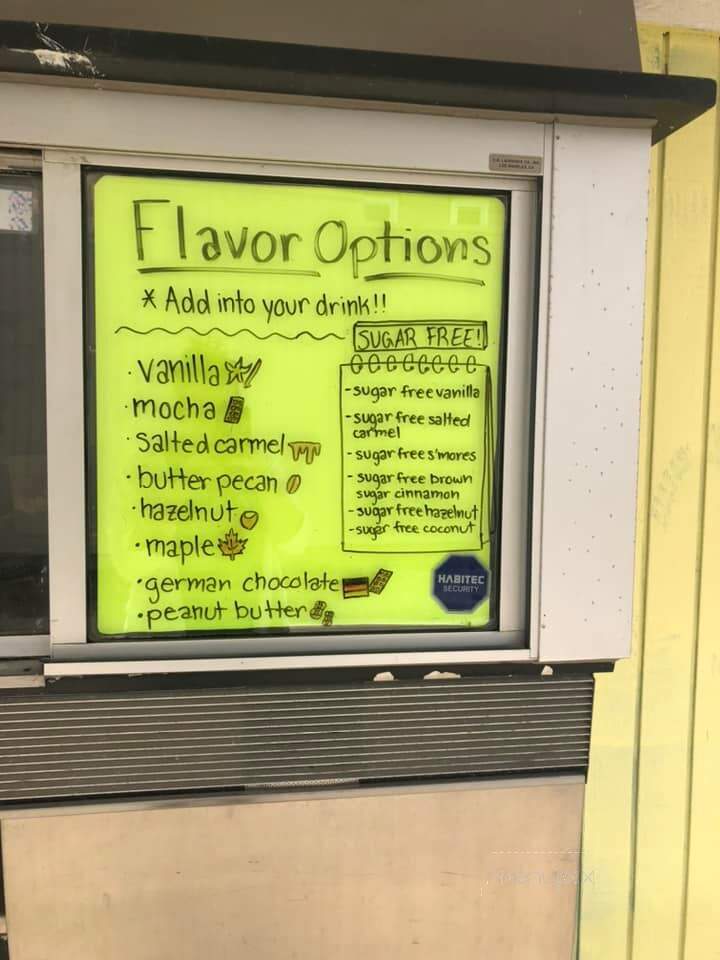 Flavor Options
* Add into your drink!!
· vanilla
· mocha
· salted carmel
· butter pecan
· hazelnut
· maple
· german chocolate
· peanut butter
SUGAR FREE!
- sugar free vanilla
- sugar free salted
carmel
- sugar free s'mores
- sugar free brown
sugar cinnamon
- sugar free hazelnut
- sugar free coconut
HABITEC
SECURITY